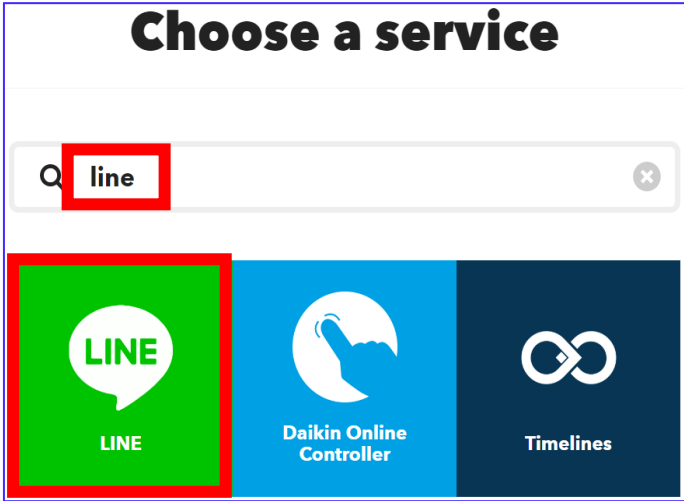 Choose a service
line
LINE
LINE
Daikin Online
Controller
Timelines